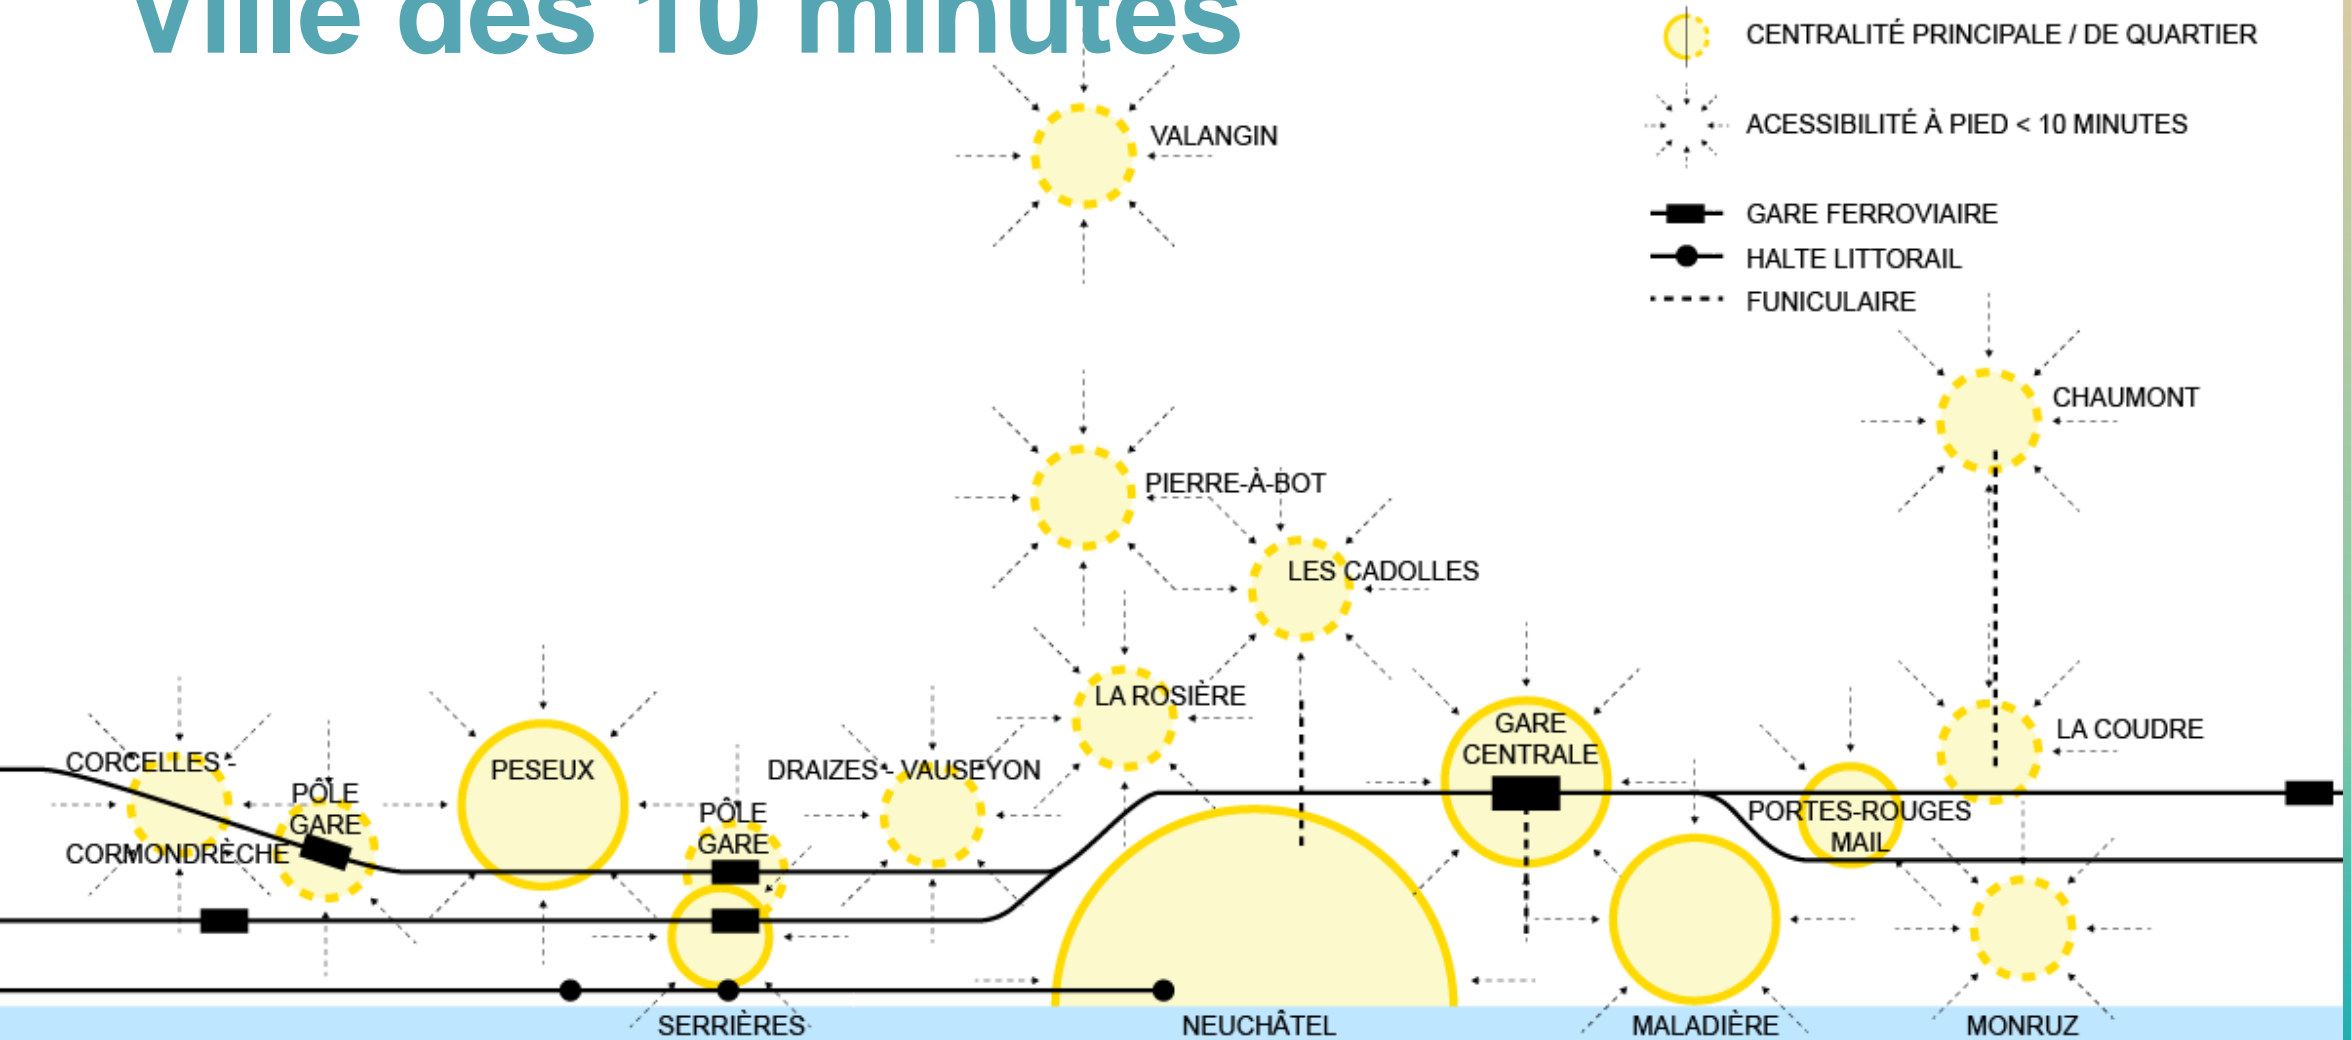 Ville des 10 minutes
CENTRALITÉ PRINCIPALE / DE QUARTIER
ACESSIBILITÉ À PIED < 10 MINUTES
GARE FERROVIAIRE
HALTE LITTORAIL
FUNICULAIRE
VALANGIN
CHAUMONT
PIERRE-À-BOT
LES CADOLLES
LA ROSIÈRE
GARE
CENTRALE
LA COUDRE
CORCELLES -
CORMONDRÈCHE
PÔLE
GARE
PESEUX
PÔLE
GARE
DRAIZES - VAUSEYON
PORTES-ROUGES
MAIL
SERRIÈRES
NEUCHÂTEL
MALADIÈRE
MONRUZ